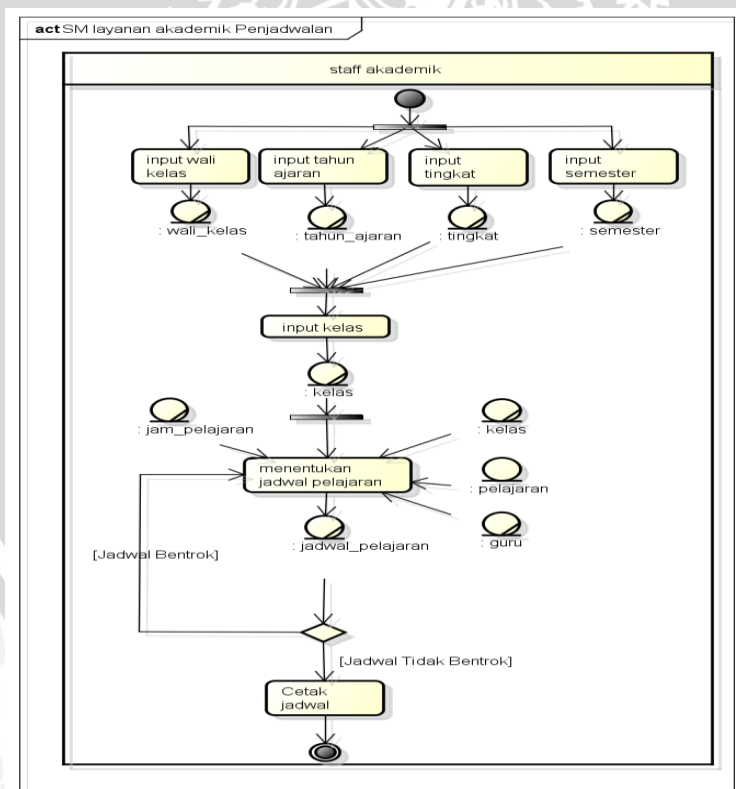 act SM layanan akademik Penjadwalan
staff akademik
input wali
kelas
input tahun
ajaran
input
tingkat
input
semester
: wali_kelas
: tahun_ajaran
: tingkat
: semester
input kelas
: kelas
: jam_pelajaran
: kelas
menentukan
jadwal pelajaran
: pelajaran
: jadwal_pelajaran
: guru
[Jadwal Bentrok]
[Jadwal Tidak Bentrok]
Cetak
jadwal